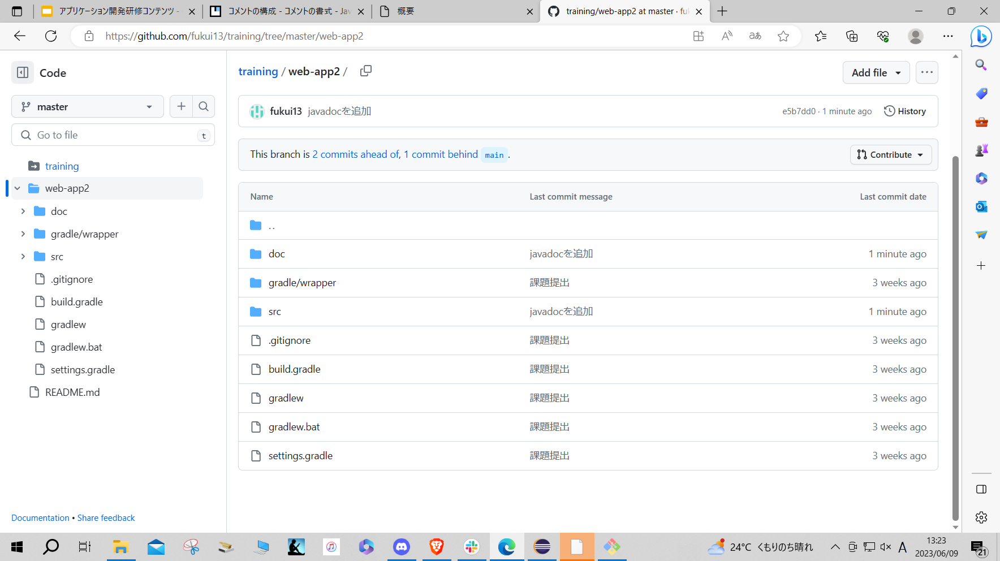 アプリケーション開発研修コンテンツ -
コメントの構成 - コメントの書式 - Jav
概要
training/web-app2 at master · fuk
https://github.com/fukui13/training/tree/master/web-app2
Code
master
Go to file
t
training
web-app2
doc
gradle/wrapper
src
.gitignore
build.gradle
gradlew
gradlew.bat
settings.gradle
README.md
Documentation • Share feedback
training / web-app2 /
Add file
fukui13 javadocを追加
e5b7dd0 · 1 minute ago
History
This branch is 2 commits ahead of, 1 commit behind main .
Contribute
Name Last commit message Last commit date
..
doc javadocを追加 1 minute ago
gradle/wrapper 課題提出 3 weeks ago
src javadocを追加 1 minute ago
.gitignore 課題提出 3 weeks ago
build.gradle 課題提出 3 weeks ago
gradlew 課題提出 3 weeks ago
gradlew.bat 課題提出 3 weeks ago
settings.gradle 課題提出 3 weeks ago
24°C くもりのち晴れ
A
13:23
2023/06/09
21